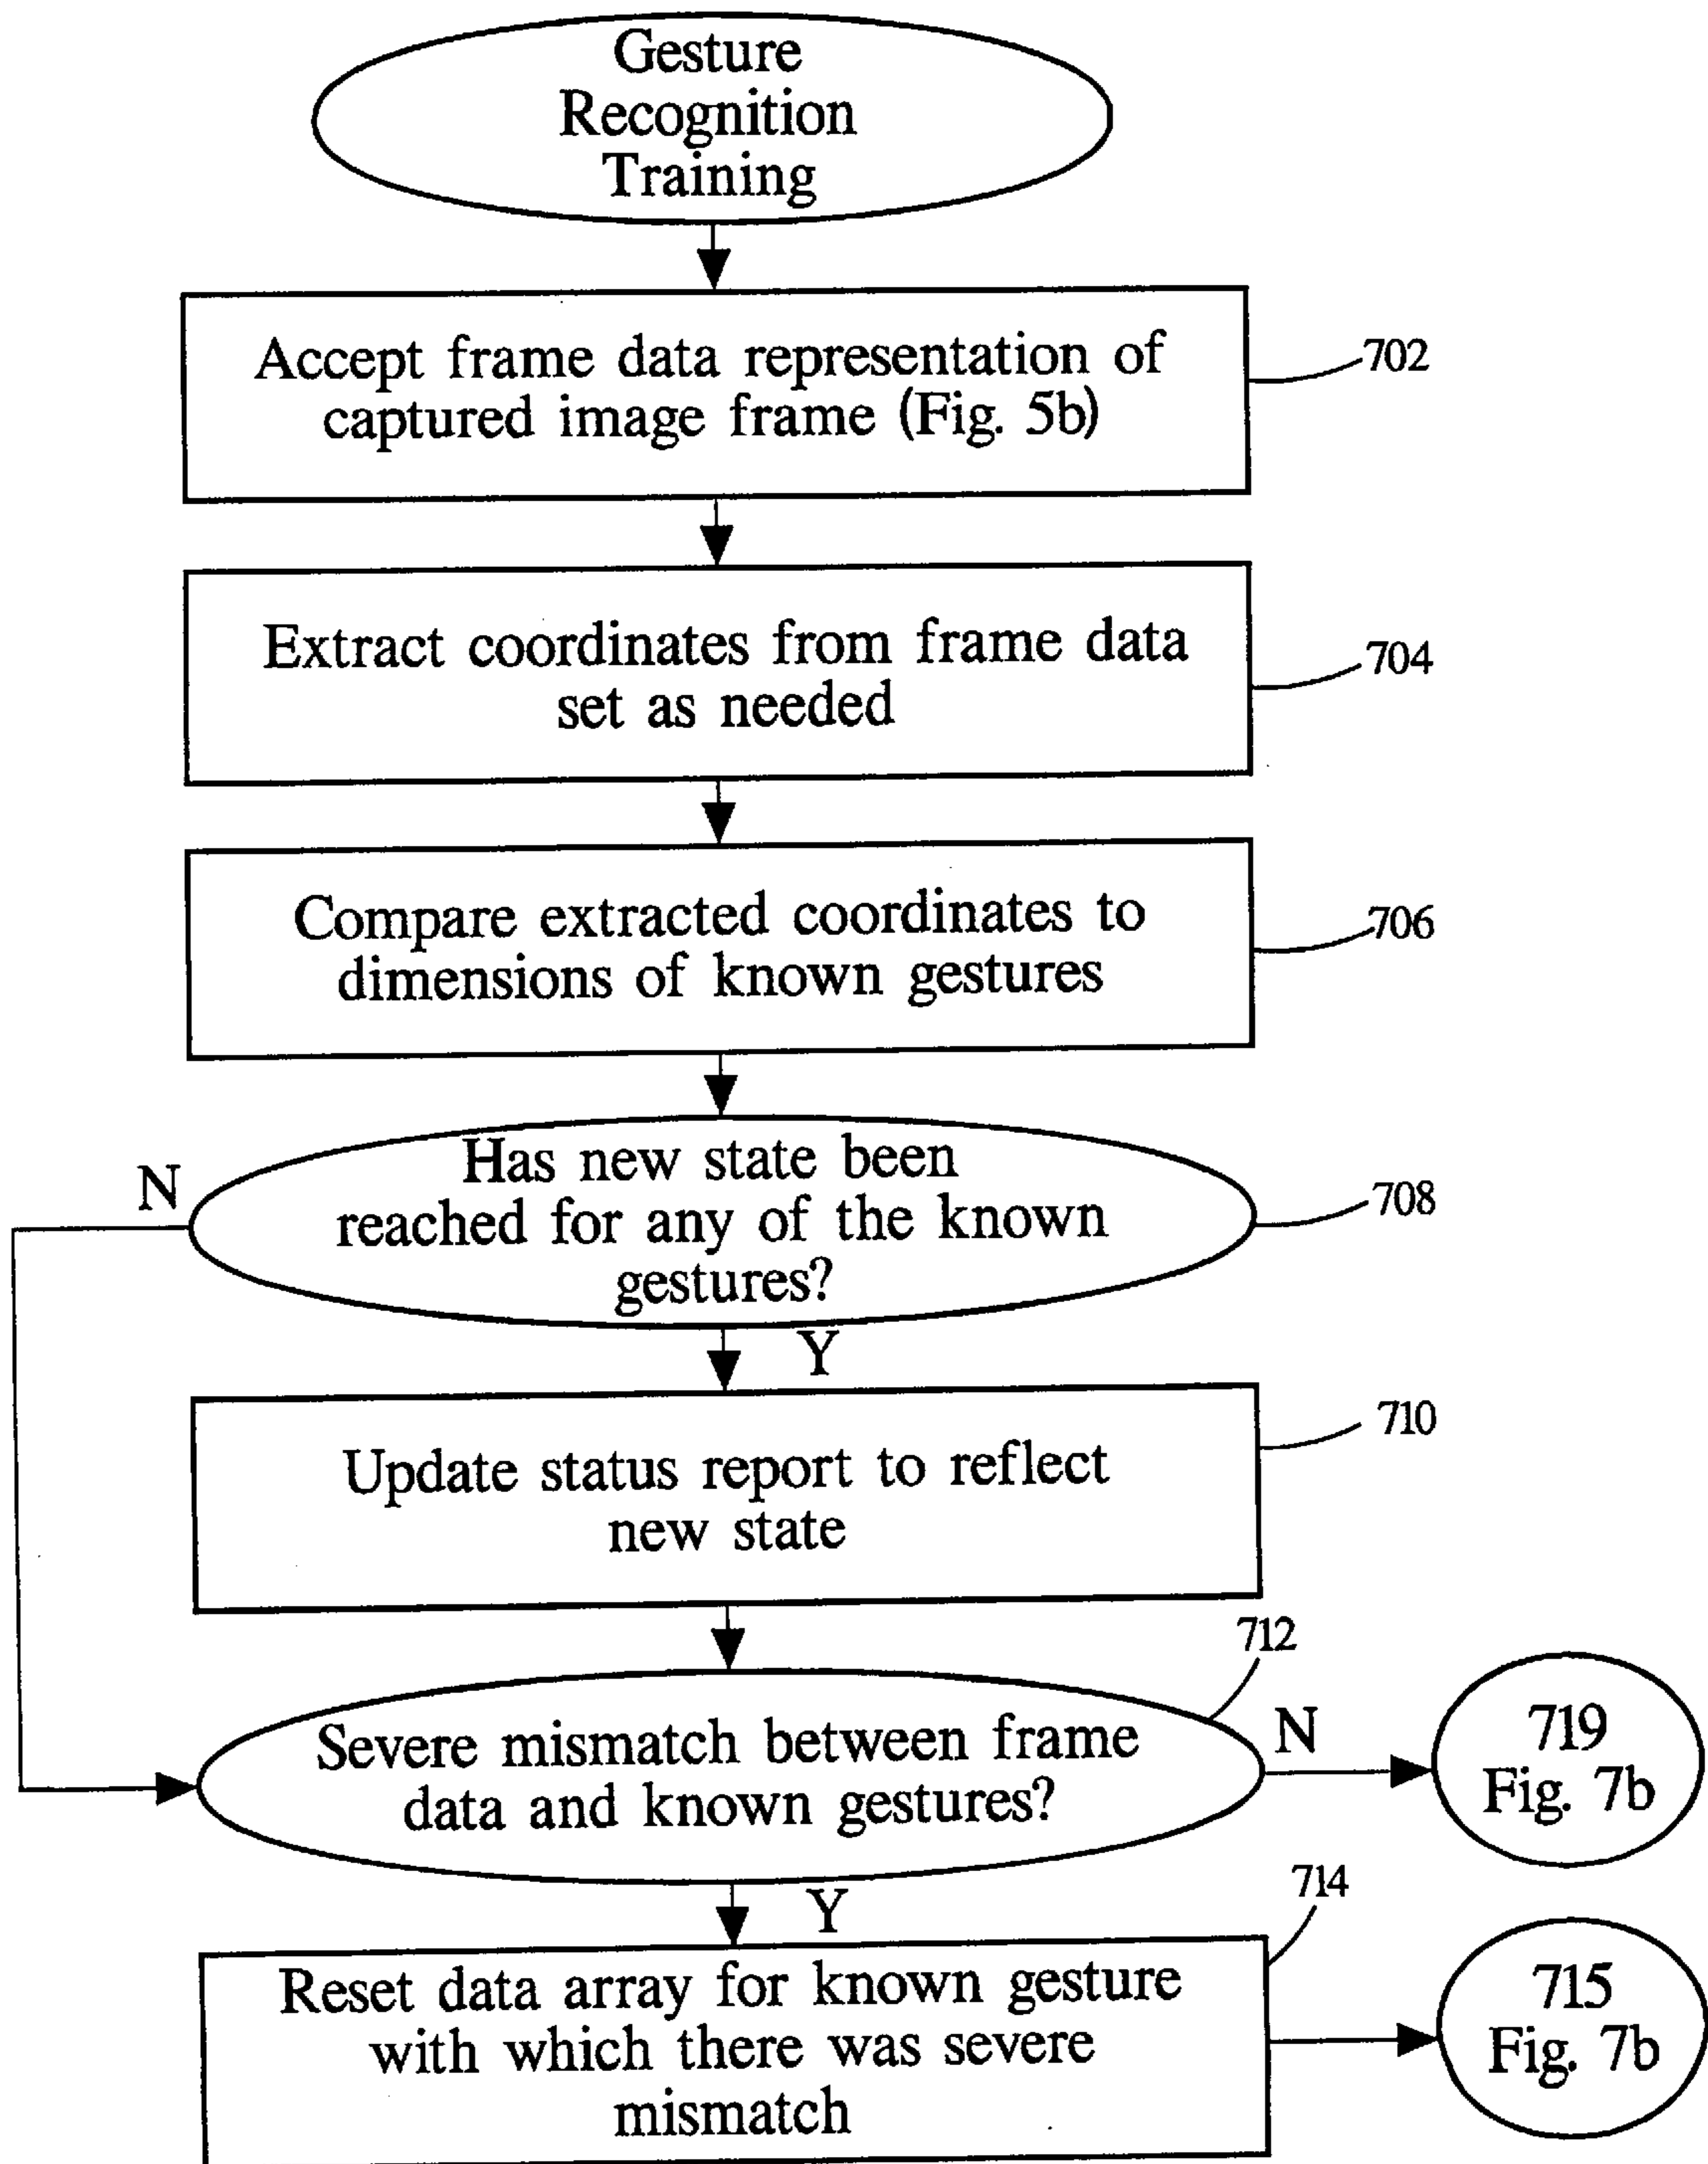 Gesture
Recognition
Training
Accept frame data representation of
captured image frame (Fig. 5b)
702
Extract coordinates from frame data
set as needed
704
Compare extracted coordinates to
dimensions of known gestures
706
Has new state been
reached for any of the known
gestures?
708
N
Y
Update status report to reflect
new state
710
712
Severe mismatch between frame
data and known gestures?
N
719
Fig. 7b
Y
714
Reset data array for known gesture
with which there was severe
mismatch
715
Fig. 7b